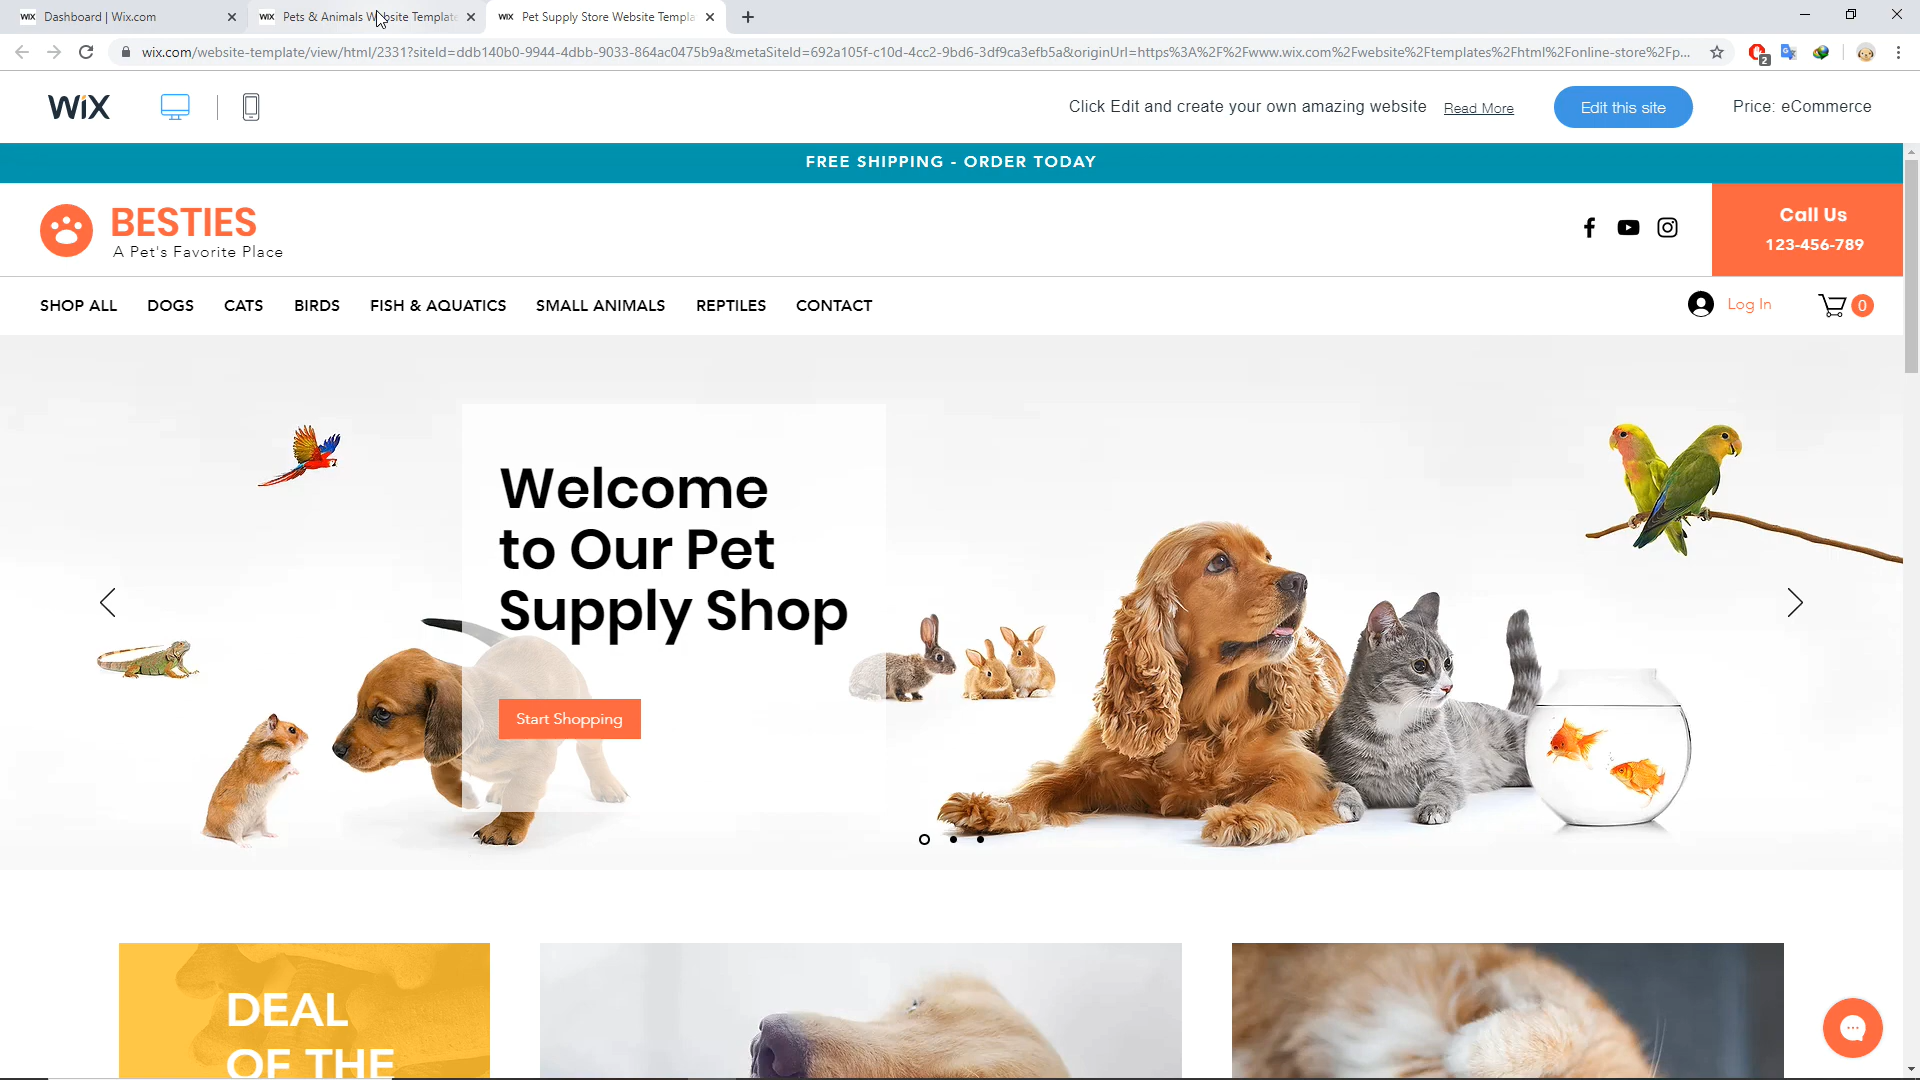 WIX Dashboard | Wix.com
WIX Pets & Animals Website Template
WIX Pet Supply Store Website Templa
wix.com/website-template/view/html/2331?siteId=ddb140b0-9944-4dbb-9033-864ac0475b9a&metaSiteId=692a105f-c10d-4cc2-9bd6-3df9ca3efb5a&originUrl=https%3A%2F%2Fwww.wix.com%2Fwebsite%2Ftemplates%2Fhtml%2Fonline-store%2Fp...
2
WiX
Click Edit and create your own amazing website Read More
Edit this site
Price: eCommerce
FREE SHIPPING - ORDER TODAY
BESTIES
A Pet's Favorite Place
Call Us
123-456-789
SHOP ALL DOGS CATS BIRDS FISH & AQUATICS SMALL ANIMALS REPTILES CONTACT
Log In
0
Welcome
to Our Pet
Supply Shop
Start Shopping
DEAL
OF THE